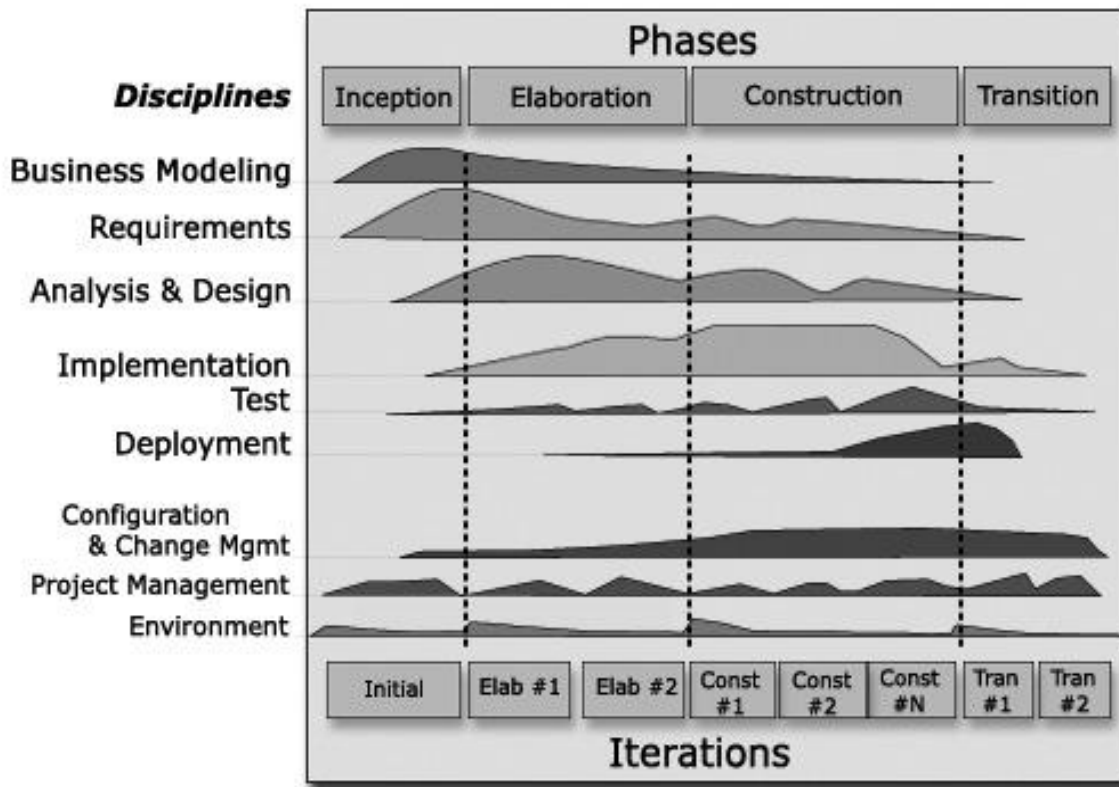 Phases
Disciplines
Inception
Elaboration
Construction
Transition
Business Modeling
Requirements
Analysis & Design
Implementation
Test
Deployment
Configuration
& Change Mgmt
Project Management
Environment
Initial
Elab #1
Elab #2
Const
#1
Const
#2
Const
#N
Tran
#1
Tran
#2
Iterations